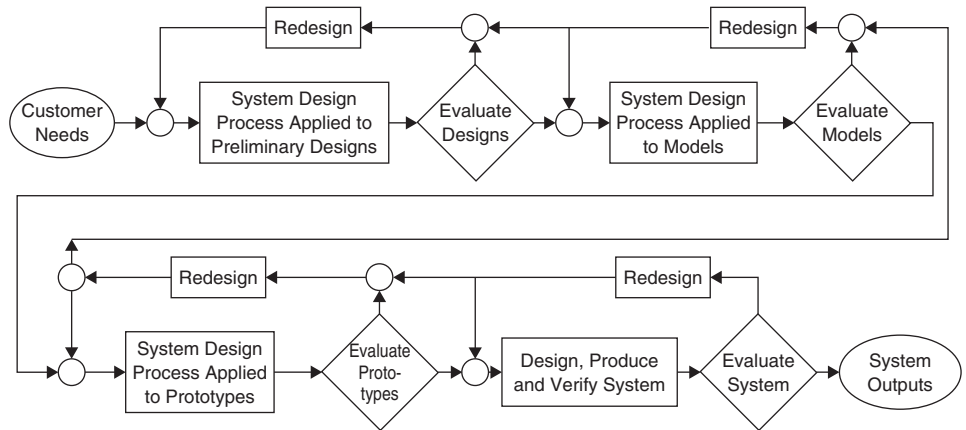 Redesign
Redesign
Customer
Needs
System Design
Process Applied to
Preliminary Designs
Evaluate
Designs
System Design
Process Applied
to Models
Evaluate
Models
Redesign
Redesign
System Design
Process Applied
to Prototypes
Evaluate
Proto-
types
Design, Produce
and Verify System
Evaluate
System
System
Outputs